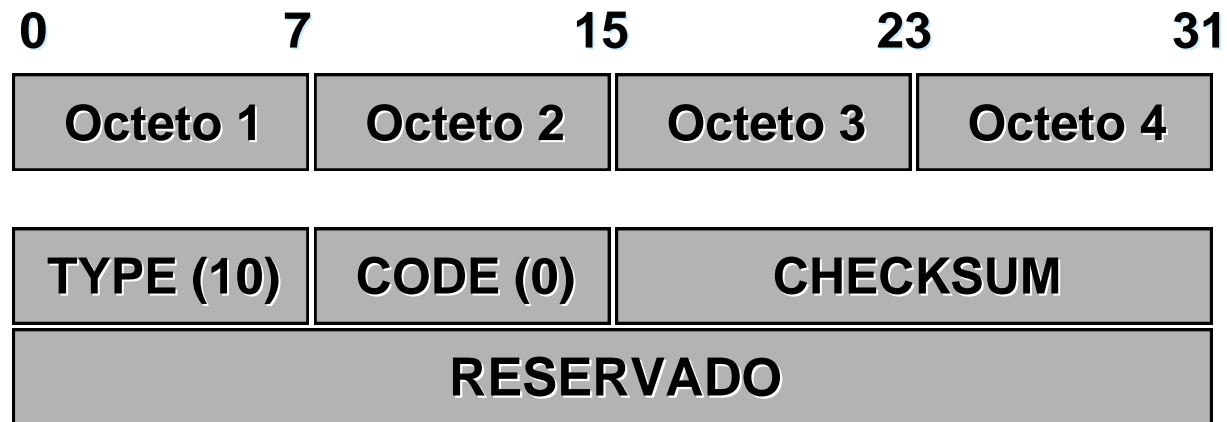 0 7 15 23 31
Octeto 1 Octeto 2 Octeto 3 Octeto 4
TYPE (10) CODE (0) CHECKSUM
RESERVADO